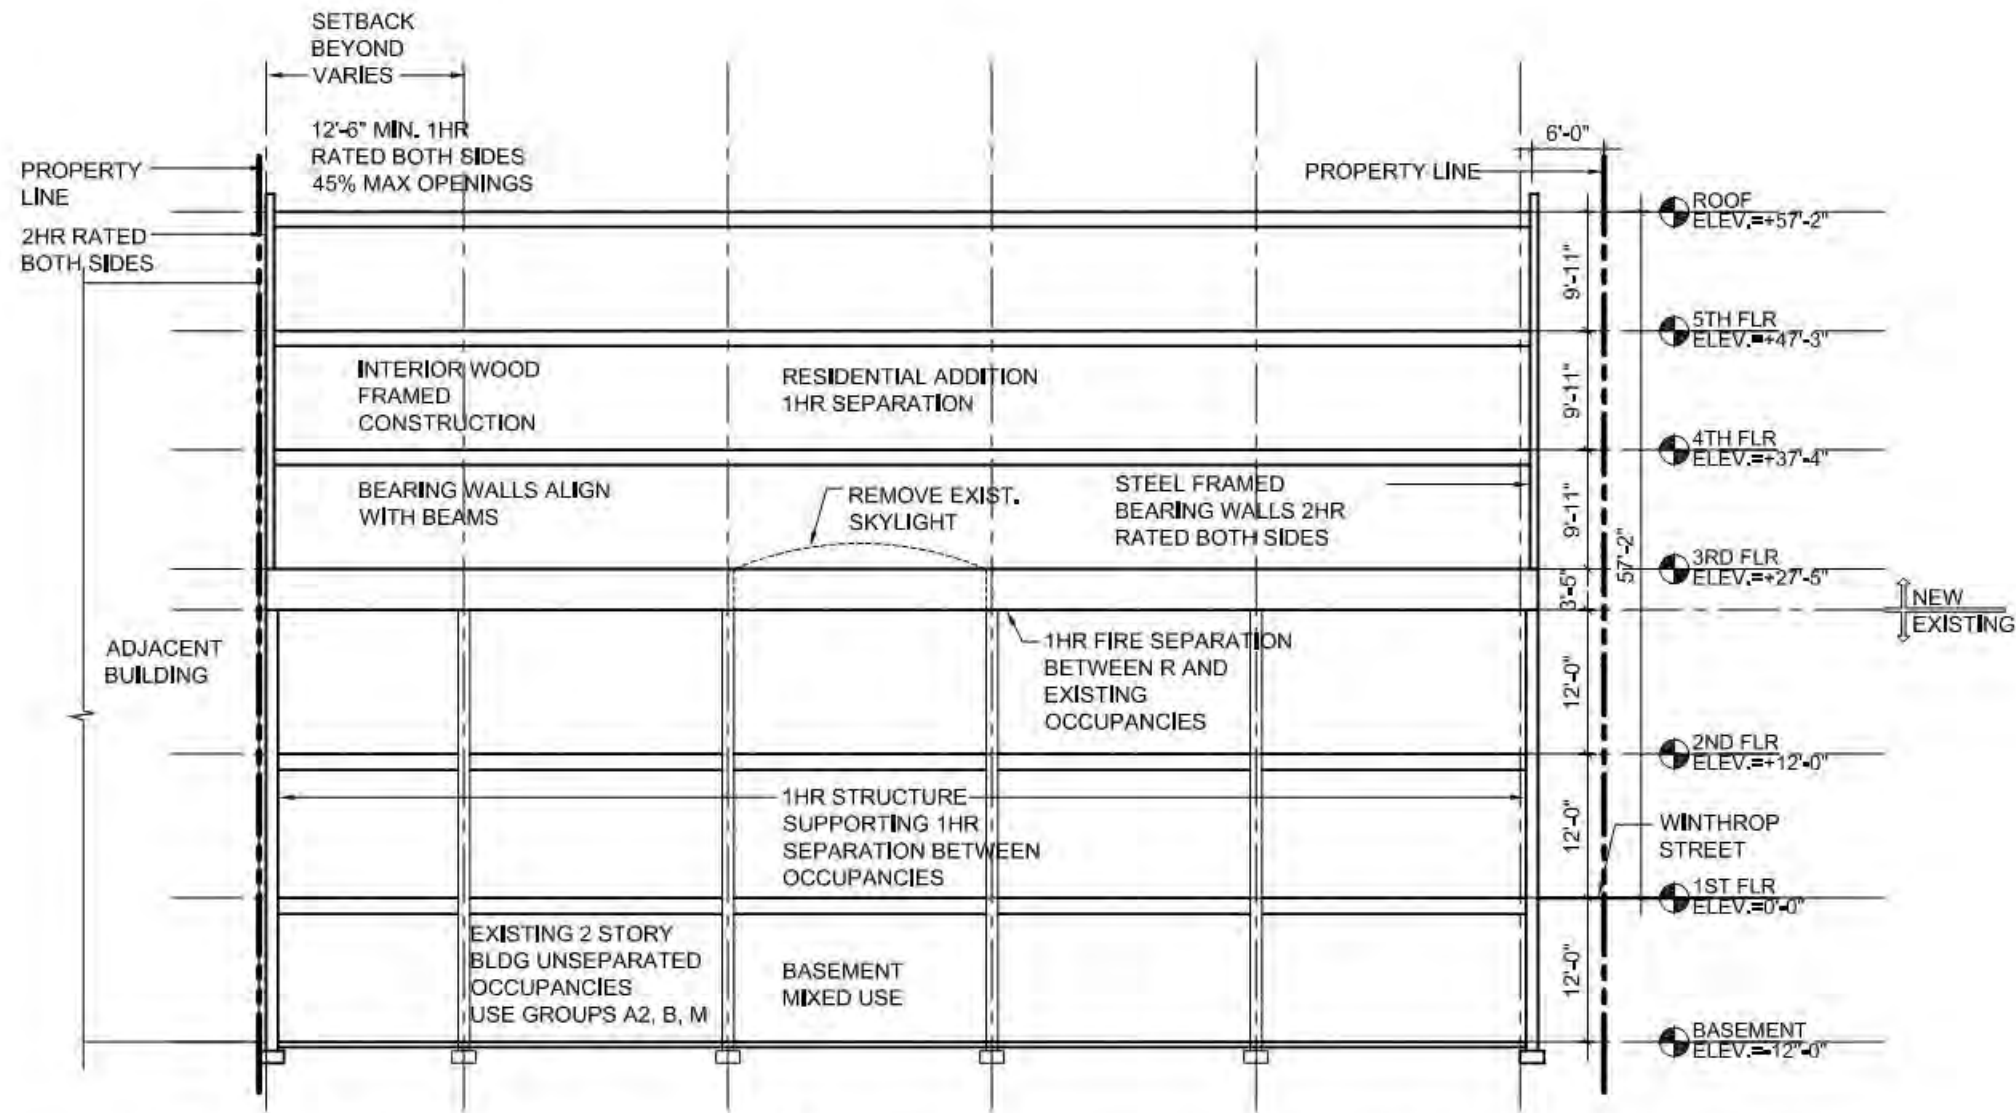 SETBACK
BEYOND
VARIES
12'-6" MIN. 1HR
RATED BOTH SIDES
45% MAX OPENINGS
PROPERTY
LINE
2HR RATED
BOTH SIDES
6'-0"
PROPERTY LINE
ROOF
ELEV.=+57'-2"
9'-11"
5TH FLR
ELEV.=+47'-3"
INTERIOR WOOD
FRAMED
CONSTRUCTION
RESIDENTIAL ADDITION
1HR SEPARATION
9'-11"
4TH FLR
ELEV.=+37'-4"
BEARING WALLS ALIGN
WITH BEAMS
REMOVE EXIST.
SKYLIGHT
STEEL FRAMED
BEARING WALLS 2HR
RATED BOTH SIDES
9'-11"
57'-2"
3RD FLR
ELEV.=+27'-5"
3'-5"
NEW
EXISTING
ADJACENT
BUILDING
1HR FIRE SEPARATION
BETWEEN R AND
EXISTING
OCCUPANCIES
12'-0"
2ND FLR
ELEV.=+12'-0"
1HR STRUCTURE
SUPPORTING 1HR
SEPARATION BETWEEN
OCCUPANCIES
12'-0"
WINTHROP
STREET
1ST FLR
ELEV.=0'-0"
EXISTING 2 STORY
BLDG UNSEPARATED
OCCUPANCIES
USE GROUPS A2, B, M
BASEMENT
MIXED USE
12'-0"
BASEMENT
ELEV.=-12"-0"